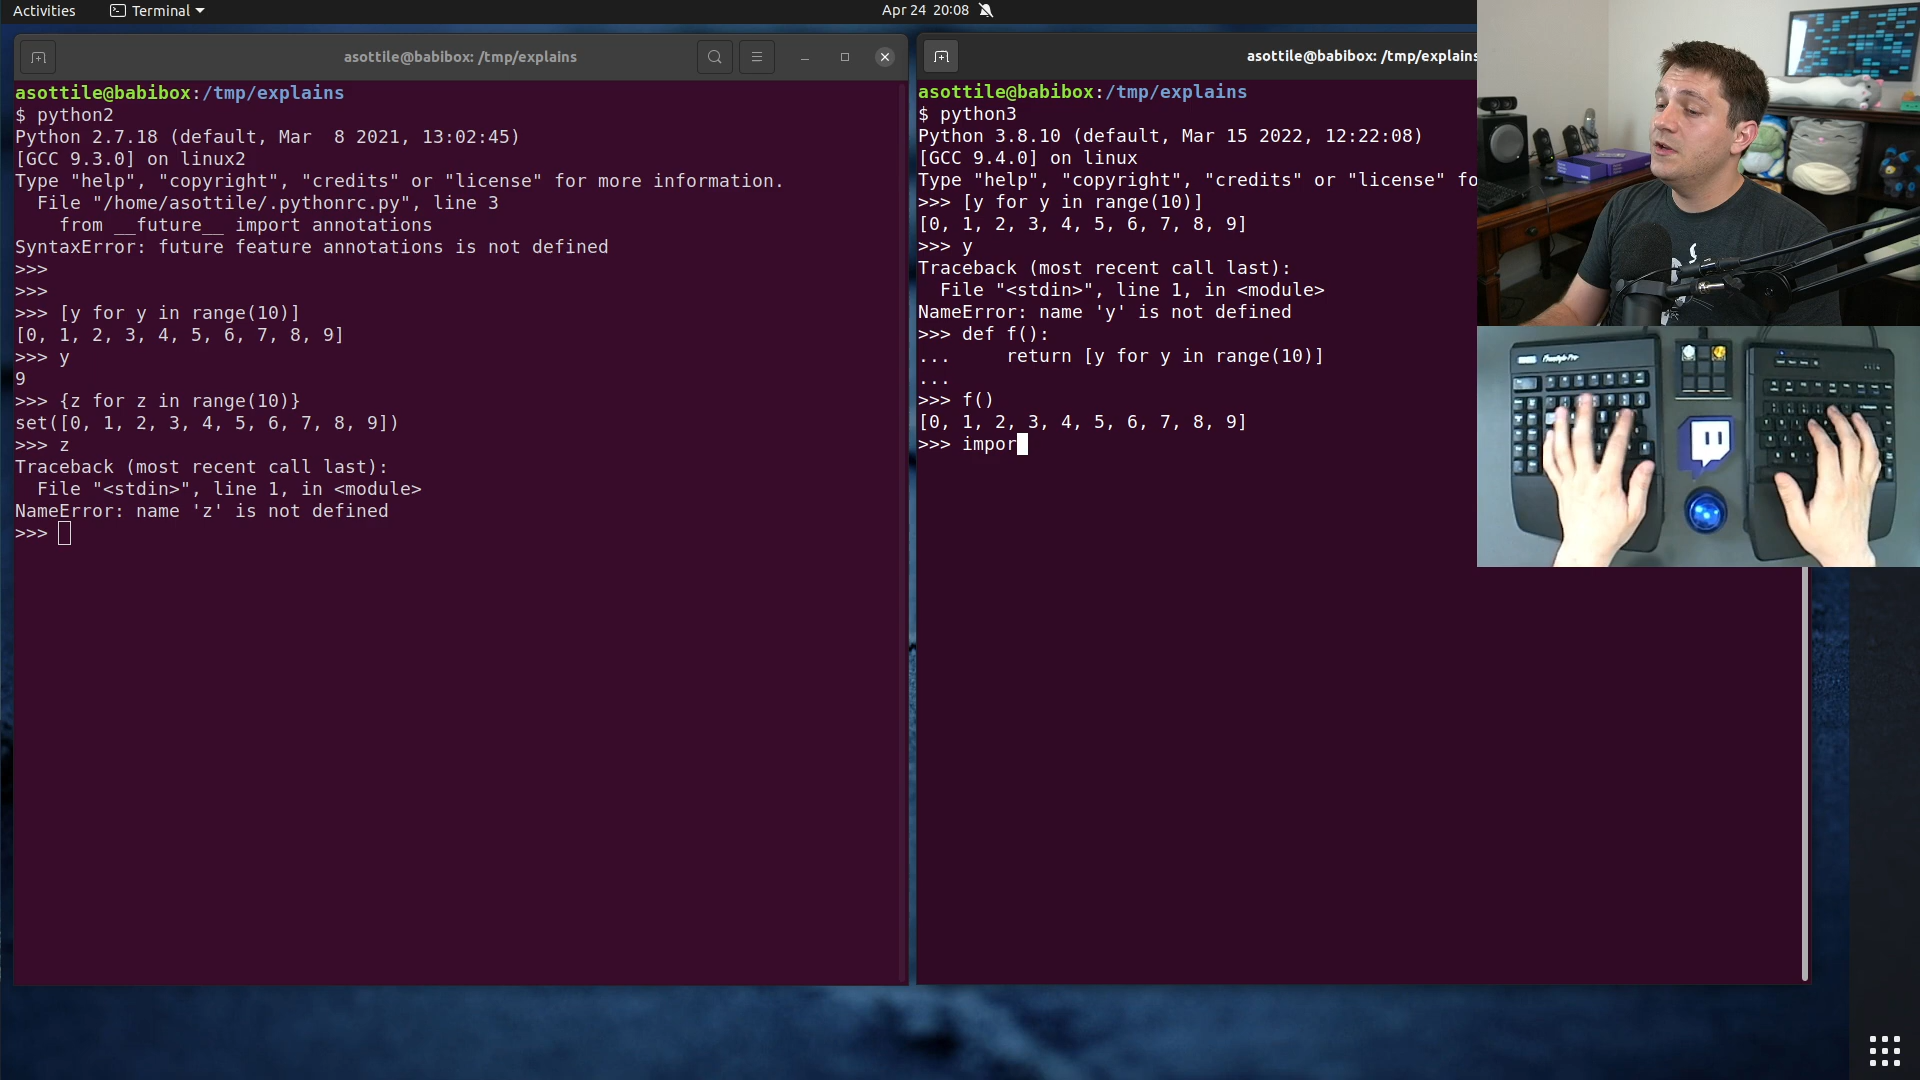 Activities Terminal Apr 24 20:08
asottile@babibox: /tmp/explains
asottile@babibox:/tmp/explains
$ python2
Python 2.7.18 (default, Mar  8 2021, 13:02:45)
[GCC 9.3.0] on linux2
Type "help", "copyright", "credits" or "license" for more information.
  File "/home/asottile/.pythonrc.py", line 3
    from __future__ import annotations
SyntaxError: future feature annotations is not defined
>>>
>>>
>>> [y for y in range(10)]
[0, 1, 2, 3, 4, 5, 6, 7, 8, 9]
>>> y
9
>>> {z for z in range(10)}
set([0, 1, 2, 3, 4, 5, 6, 7, 8, 9])
>>> z
Traceback (most recent call last):
  File "<stdin>", line 1, in <module>
NameError: name 'z' is not defined
>>>
asottile@babibox: /tmp/explains
asottile@babibox:/tmp/explains
$ python3
Python 3.8.10 (default, Mar 15 2022, 12:22:08)
[GCC 9.4.0] on linux
Type "help", "copyright", "credits" or "license" fo
>>> [y for y in range(10)]
[0, 1, 2, 3, 4, 5, 6, 7, 8, 9]
>>> y
Traceback (most recent call last):
  File "<stdin>", line 1, in <module>
NameError: name 'y' is not defined
>>> def f():
...     return [y for y in range(10)]
...
>>> f()
[0, 1, 2, 3, 4, 5, 6, 7, 8, 9]
>>> impor